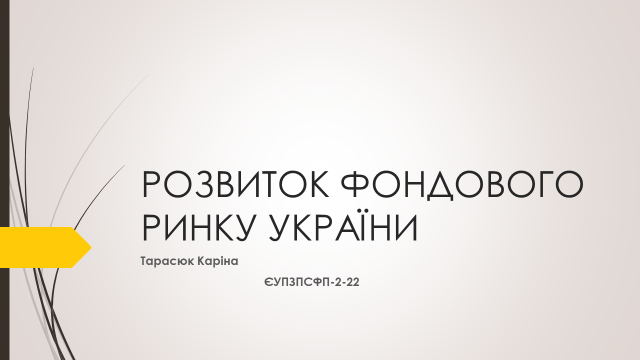 РОЗВИТОК ФОНДОВОГО
РИНКУ УКРАЇНИ
Тарасюк Каріна
ЄУПЗПСФП-2-22